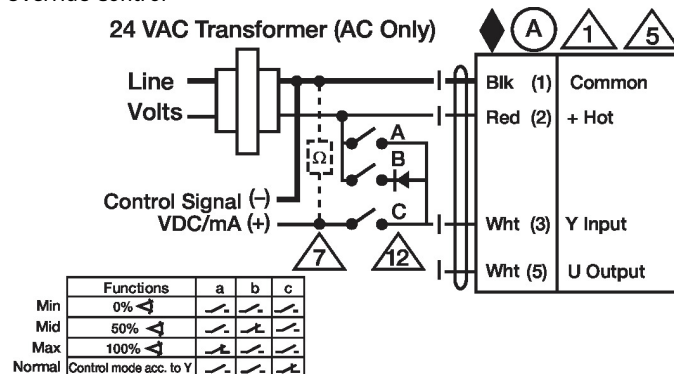 Override control
24 VAC Transformer (AC Only)
A 1 5
Line
Volts
Blk (1) Common
Red (2) + Hot
A
B
Ω
Control Signal (–)
VDC/mA (+)
C
Wht (3) Y Input
7 12
Wht (5) U Output
Functions a b c
Min 0%
Mid 50%
Max 100%
Normal Control mode acc. to Y